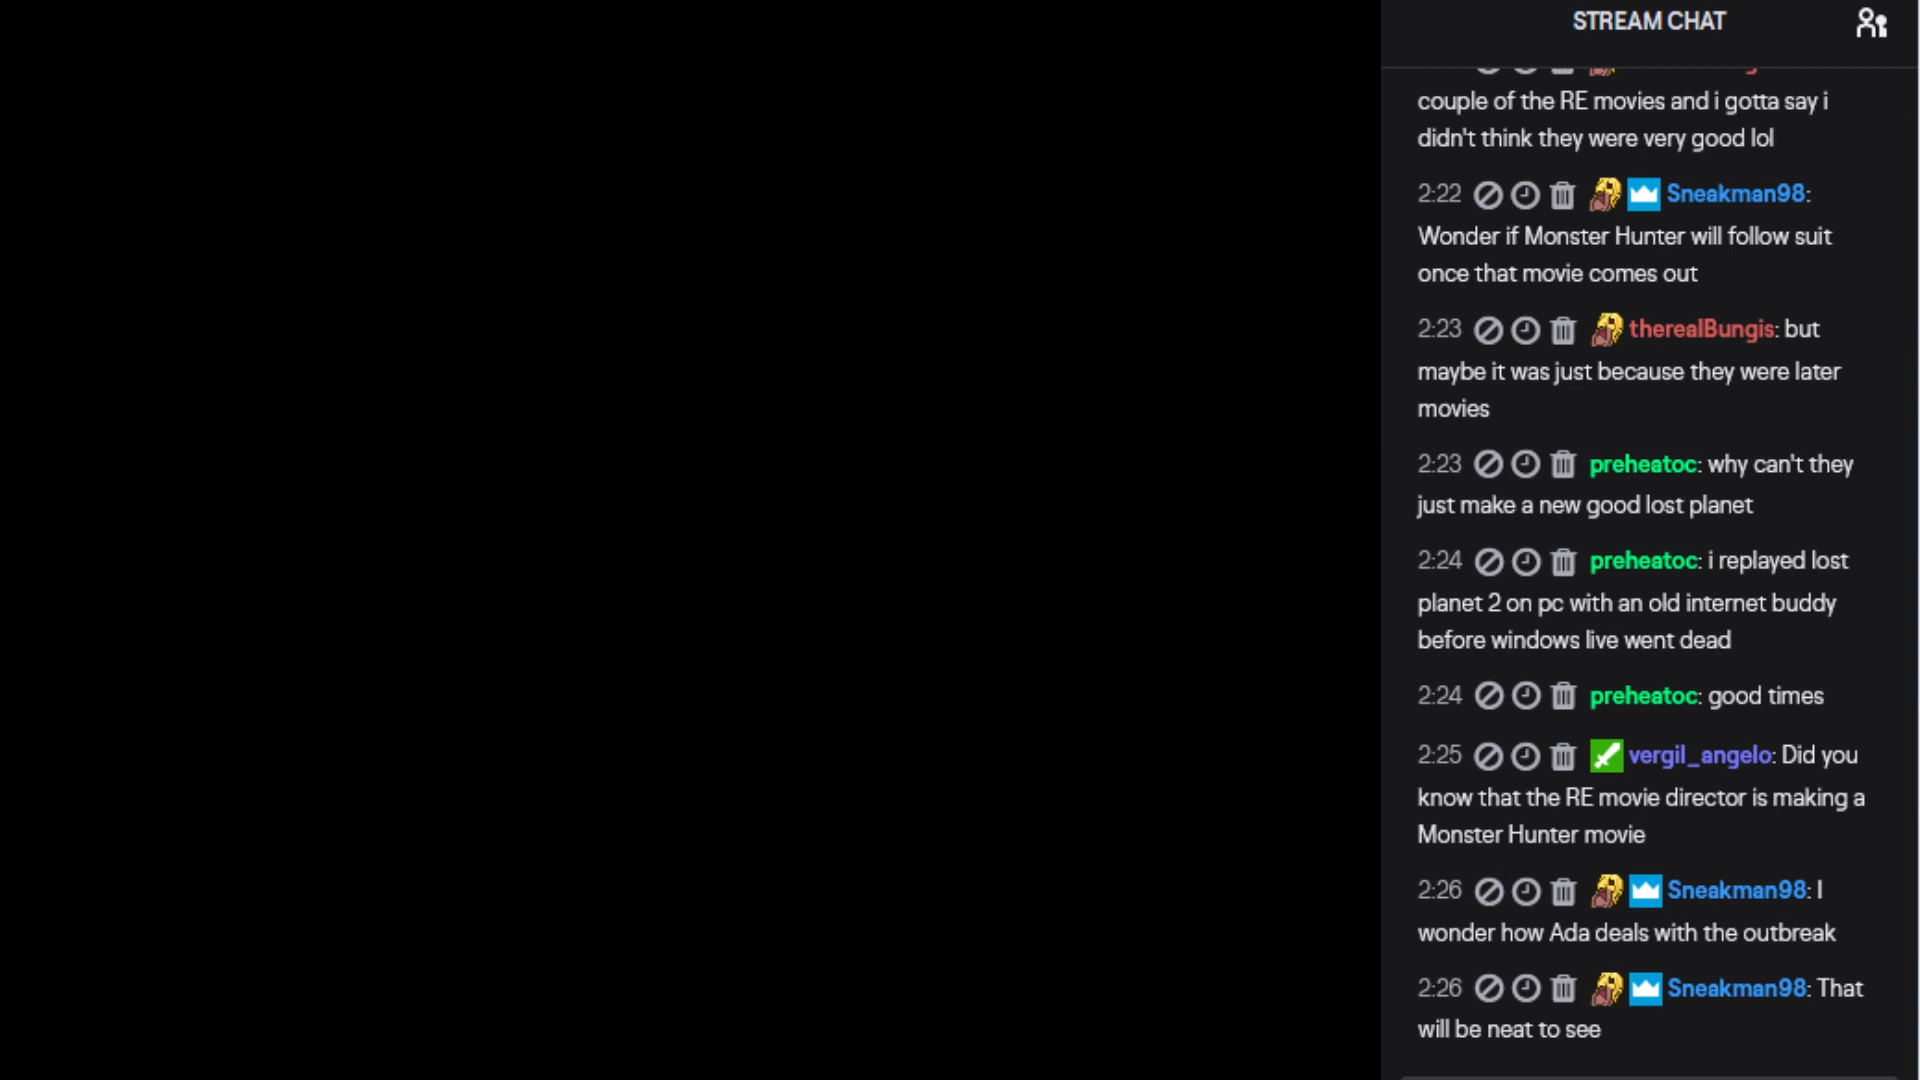 STREAM CHAT
couple of the RE movies and i gotta say i
didn't think they were very good lol
2:22 Sneakman98:
Wonder if Monster Hunter will follow suit
once that movie comes out
2:23 therealBungis: but
maybe it was just because they were later
movies
2:23 preheatoc: why can't they
just make a new good lost planet
2:24 preheatoc: i replayed lost
planet 2 on pc with an old internet buddy
before windows live went dead
2:24 preheatoc: good times
2:25 vergil_angelo: Did you
know that the RE movie director is making a
Monster Hunter movie
2:26 Sneakman98: I
wonder how Ada deals with the outbreak
2:26 Sneakman98: That
will be neat to see